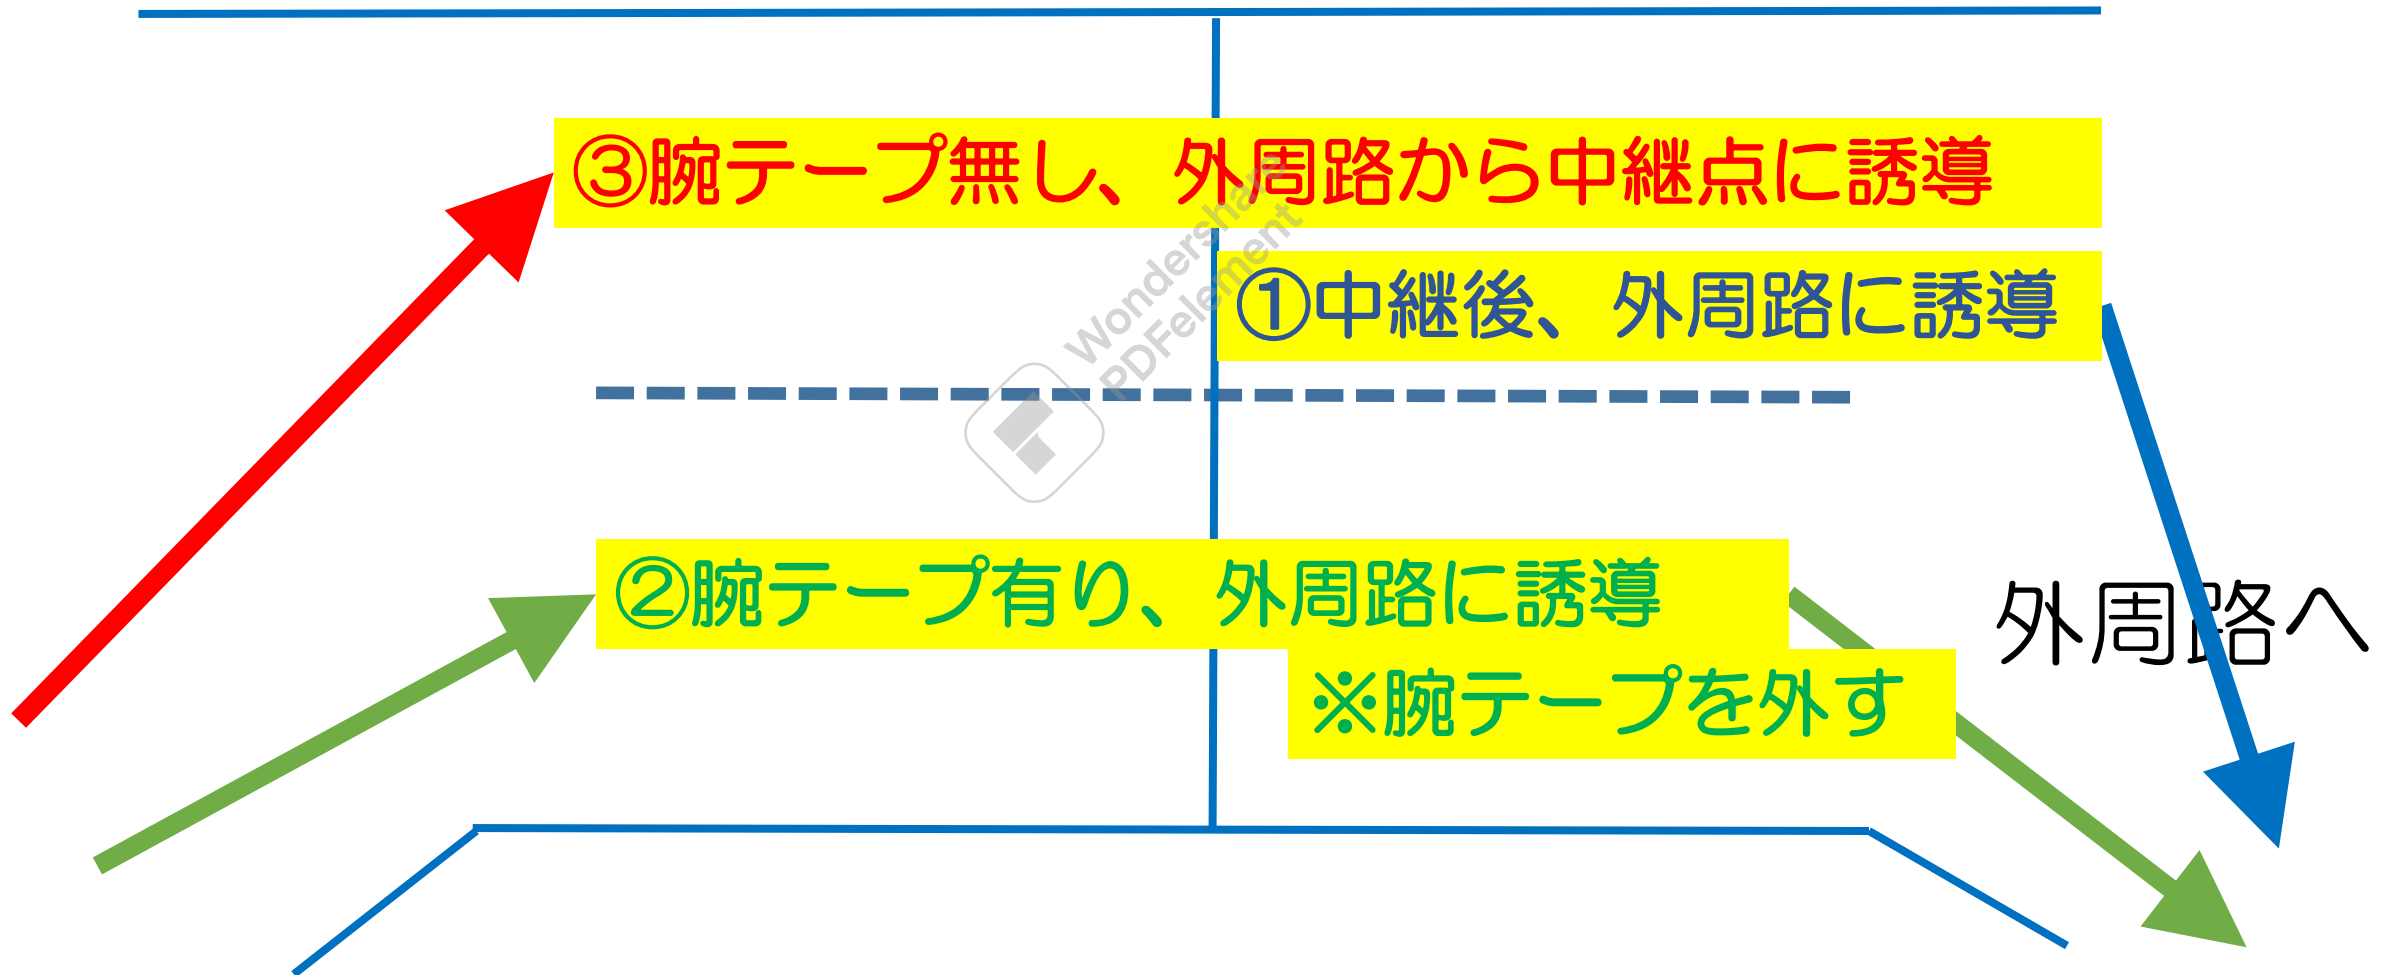 ③腕テープ無し、外周路から中継点に誘導
①中継後、外周路に誘導
Wondershare
PDFelement
②腕テープ有り、外周路に誘導
外周路へ
※腕テープを外す